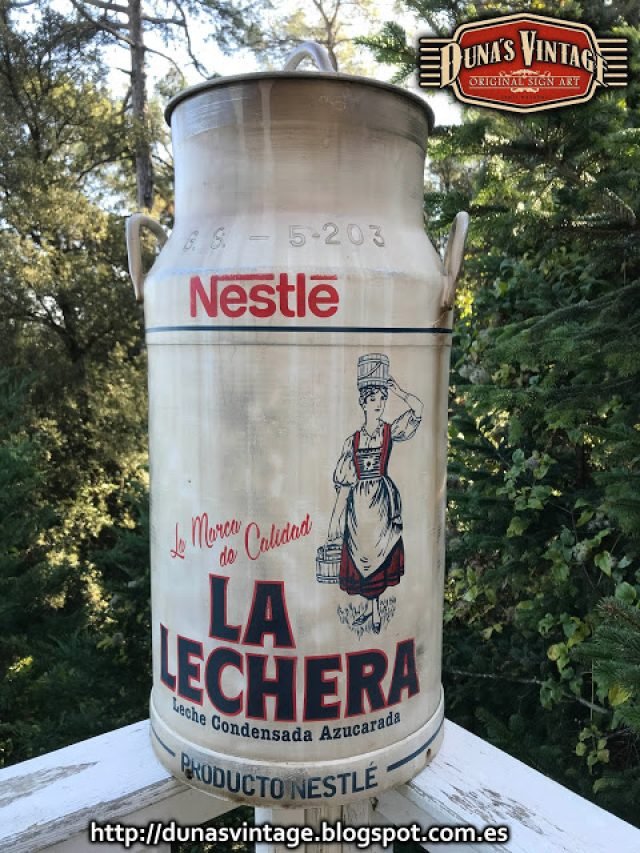 DUNA'S VINTAGE
ORIGINAL SIGN ART
5-203
Nestlē
La Marca
de Calidad
LA
LECHERA
Leche Condensada Azucarada
PRODUCTO NESTLÉ
http://dunasvintage.blogspot.com.es